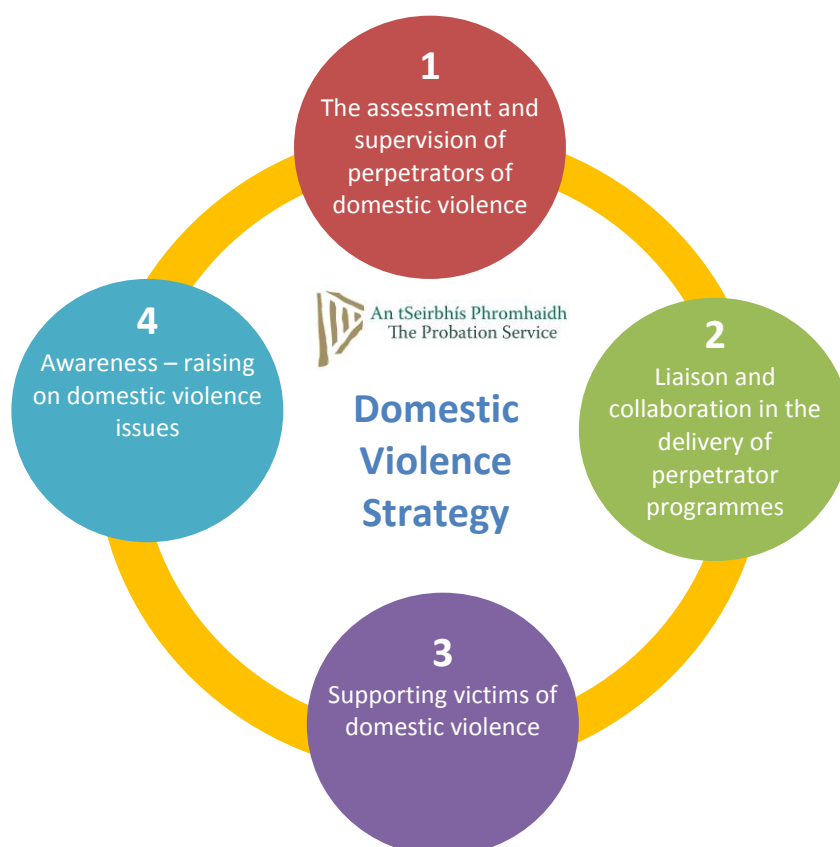 1
The assessment and
supervision of
perpetrators of
domestic violence
An tSeirbhís Phromhaidh
The Probation Service
Domestic
Violence
Strategy
2
Liaison and
collaboration in the
delivery of
perpetrator
programmes
3
Supporting victims of
domestic violence
4
Awareness – raising
on domestic violence
issues